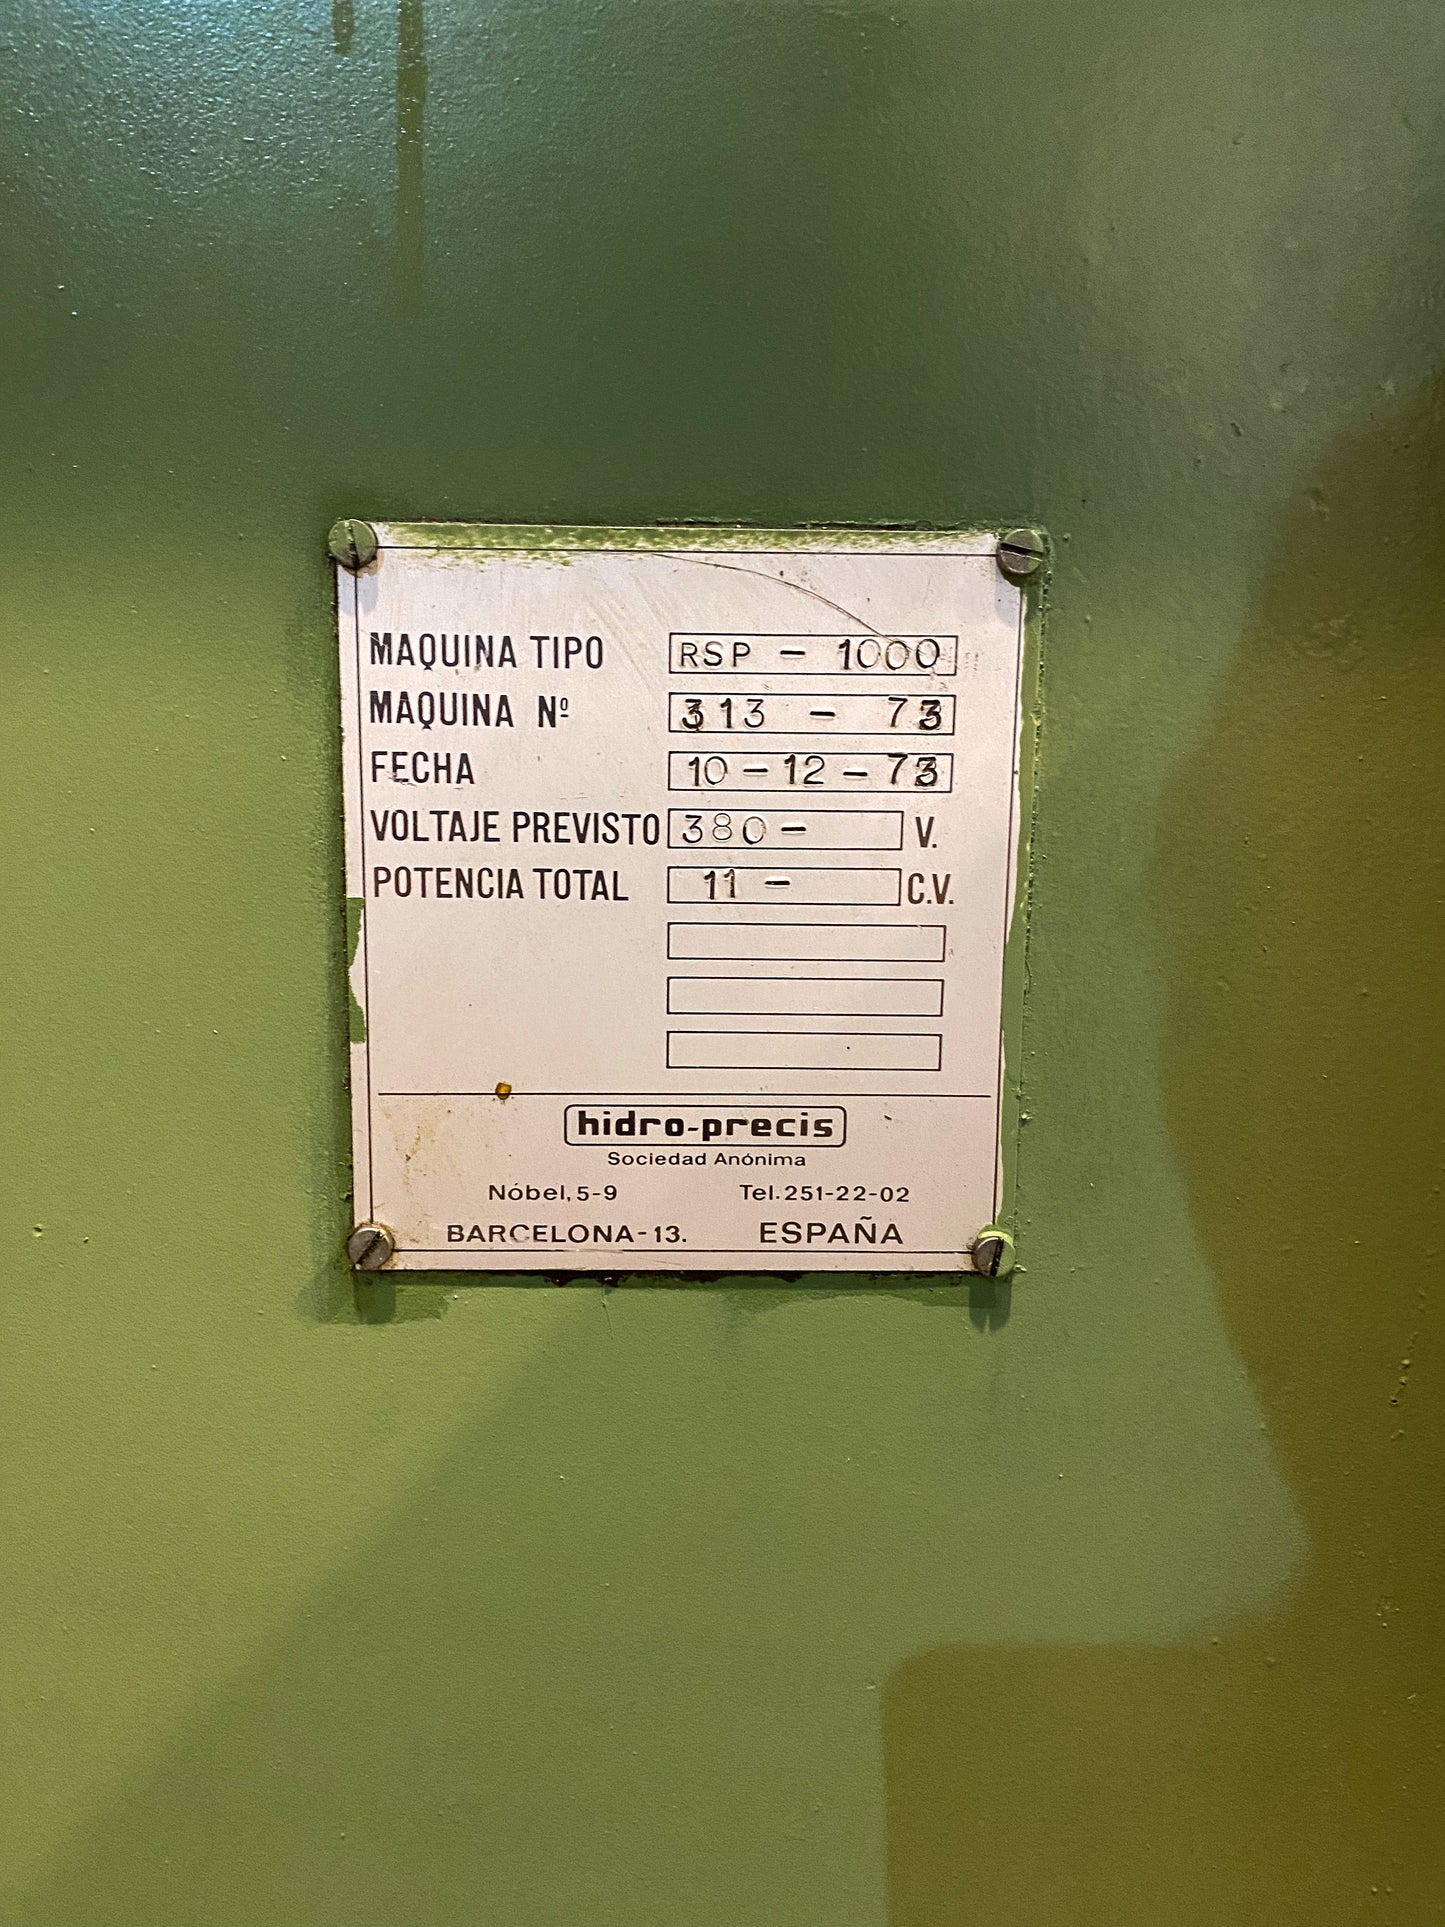 MAQUINA TIPO RSP - 1000
MAQUINA Nº 313 - 73
FECHA 10 - 12 - 73
VOLTAJE PREVISTO 380 - V.
POTENCIA TOTAL 11 - C.V.
hidro-precis
Sociedad Anónima
Nóbel, 5-9 Tel. 251-22-02
BARCELONA-13. ESPAÑA